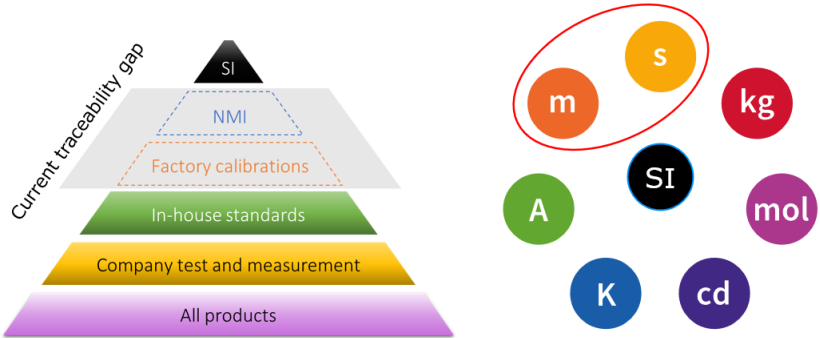 Current traceability gap
SI
NMI
Factory calibrations
In-house standards
Company test and measurement
All products
s
m
kg
SI
A
mol
K
cd